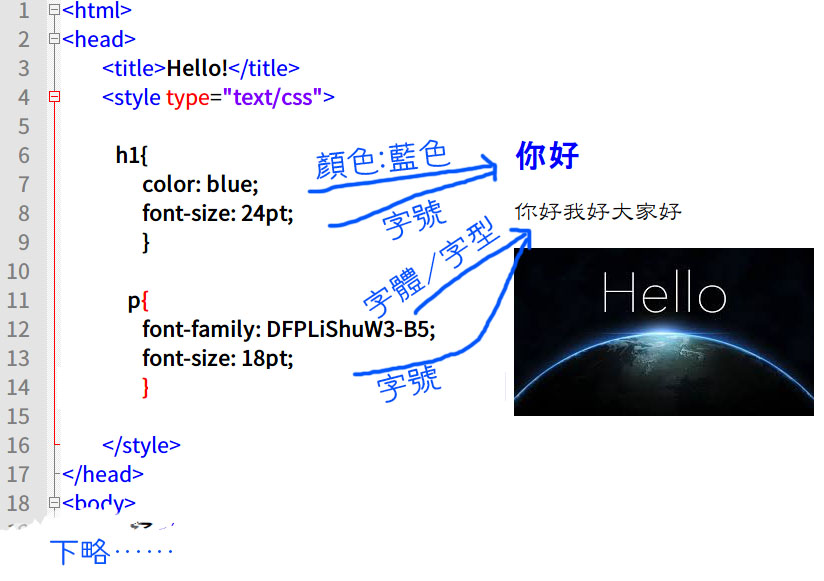 1 <html>
2 <head>
3 <title>Hello!</title>
4 <style type="text/css">
5
6 h1{
7 color: blue;
8 font-size: 24pt;
9 }
10
11 p{
12 font-family: DFPLiShuW3-B5;
13 font-size: 18pt;
14 }
15
16 </style>
17 </head>
18 <body>
下略……
顏色:藍色
字號
字體/字型
字號
你好
你好我好大家好
Hello